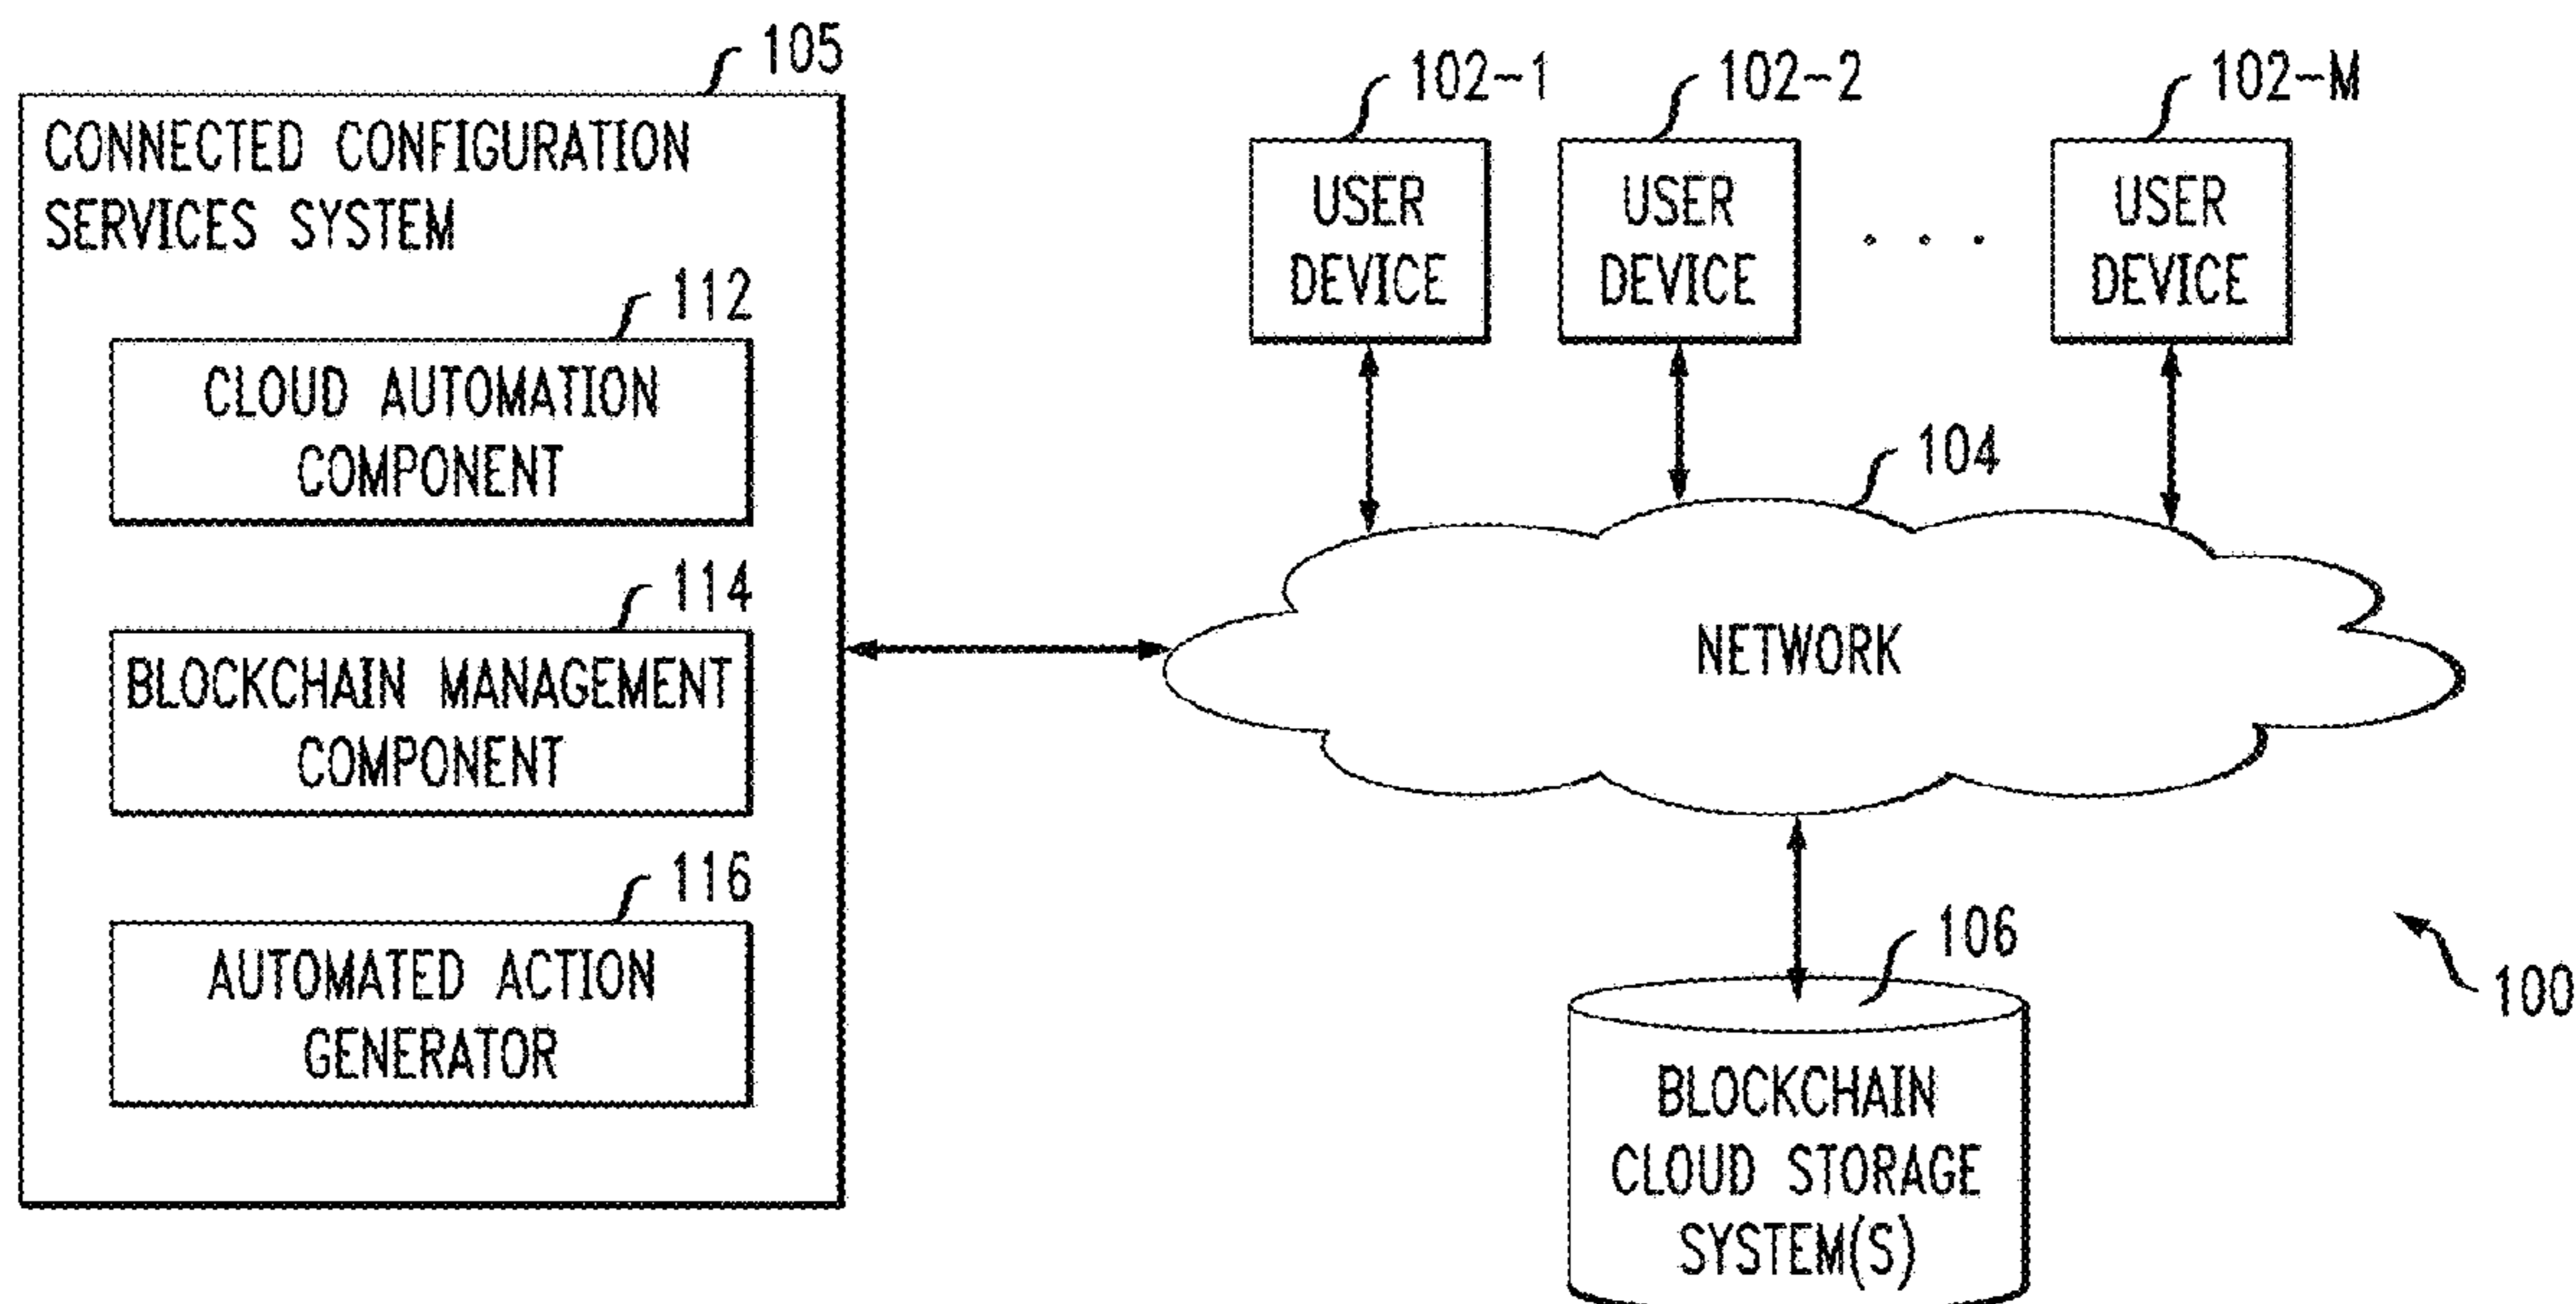 105
CONNECTED CONFIGURATION
SERVICES SYSTEM
112
CLOUD AUTOMATION
COMPONENT
114
BLOCKCHAIN MANAGEMENT
COMPONENT
116
AUTOMATED ACTION
GENERATOR
102-1
USER
DEVICE
102-2
USER
DEVICE
. . .
102-M
USER
DEVICE
104
NETWORK
106
BLOCKCHAIN
CLOUD STORAGE
SYSTEM(S)
100